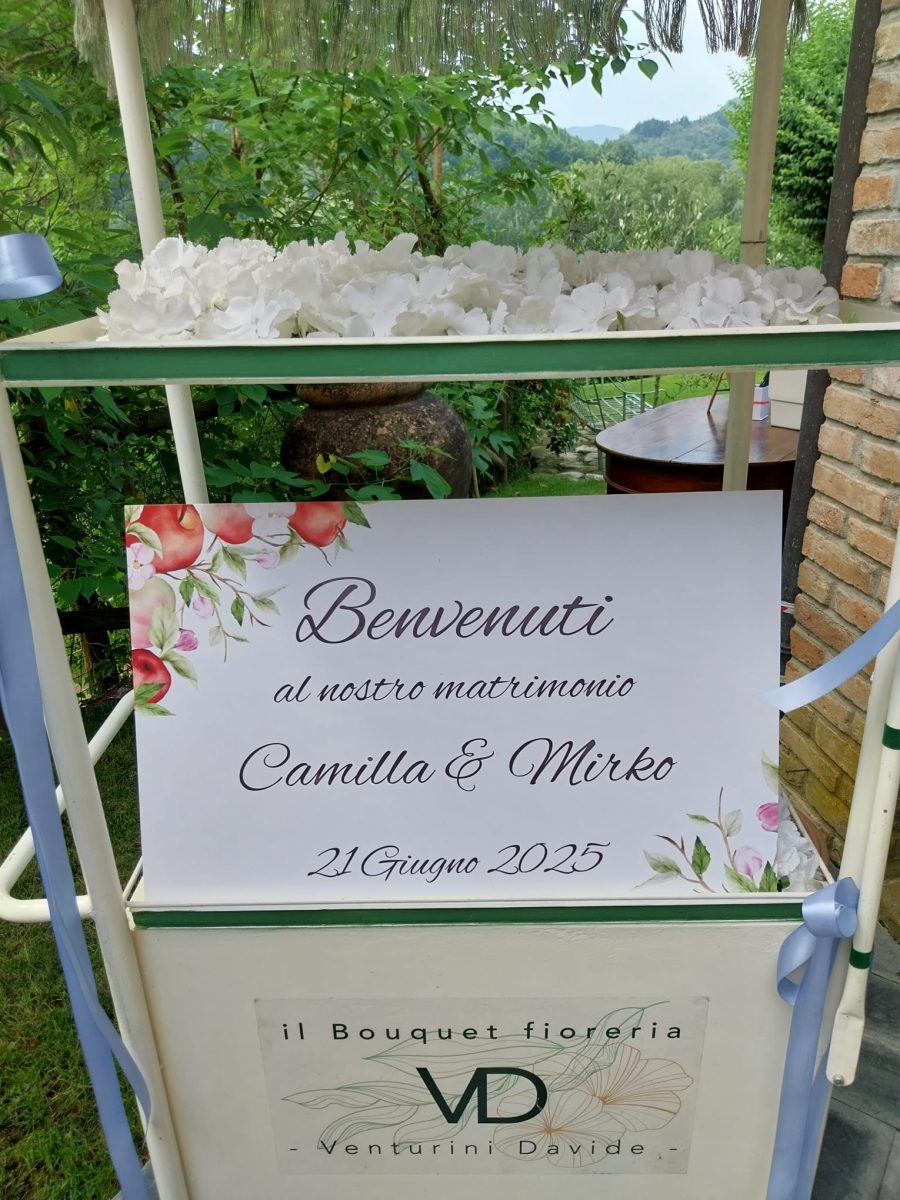 Benvenuti
al nostro matrimonio
Camilla & Mirko
21 Giugno 2025
il Bouquet fioreria
VD
- Venturini Davide -